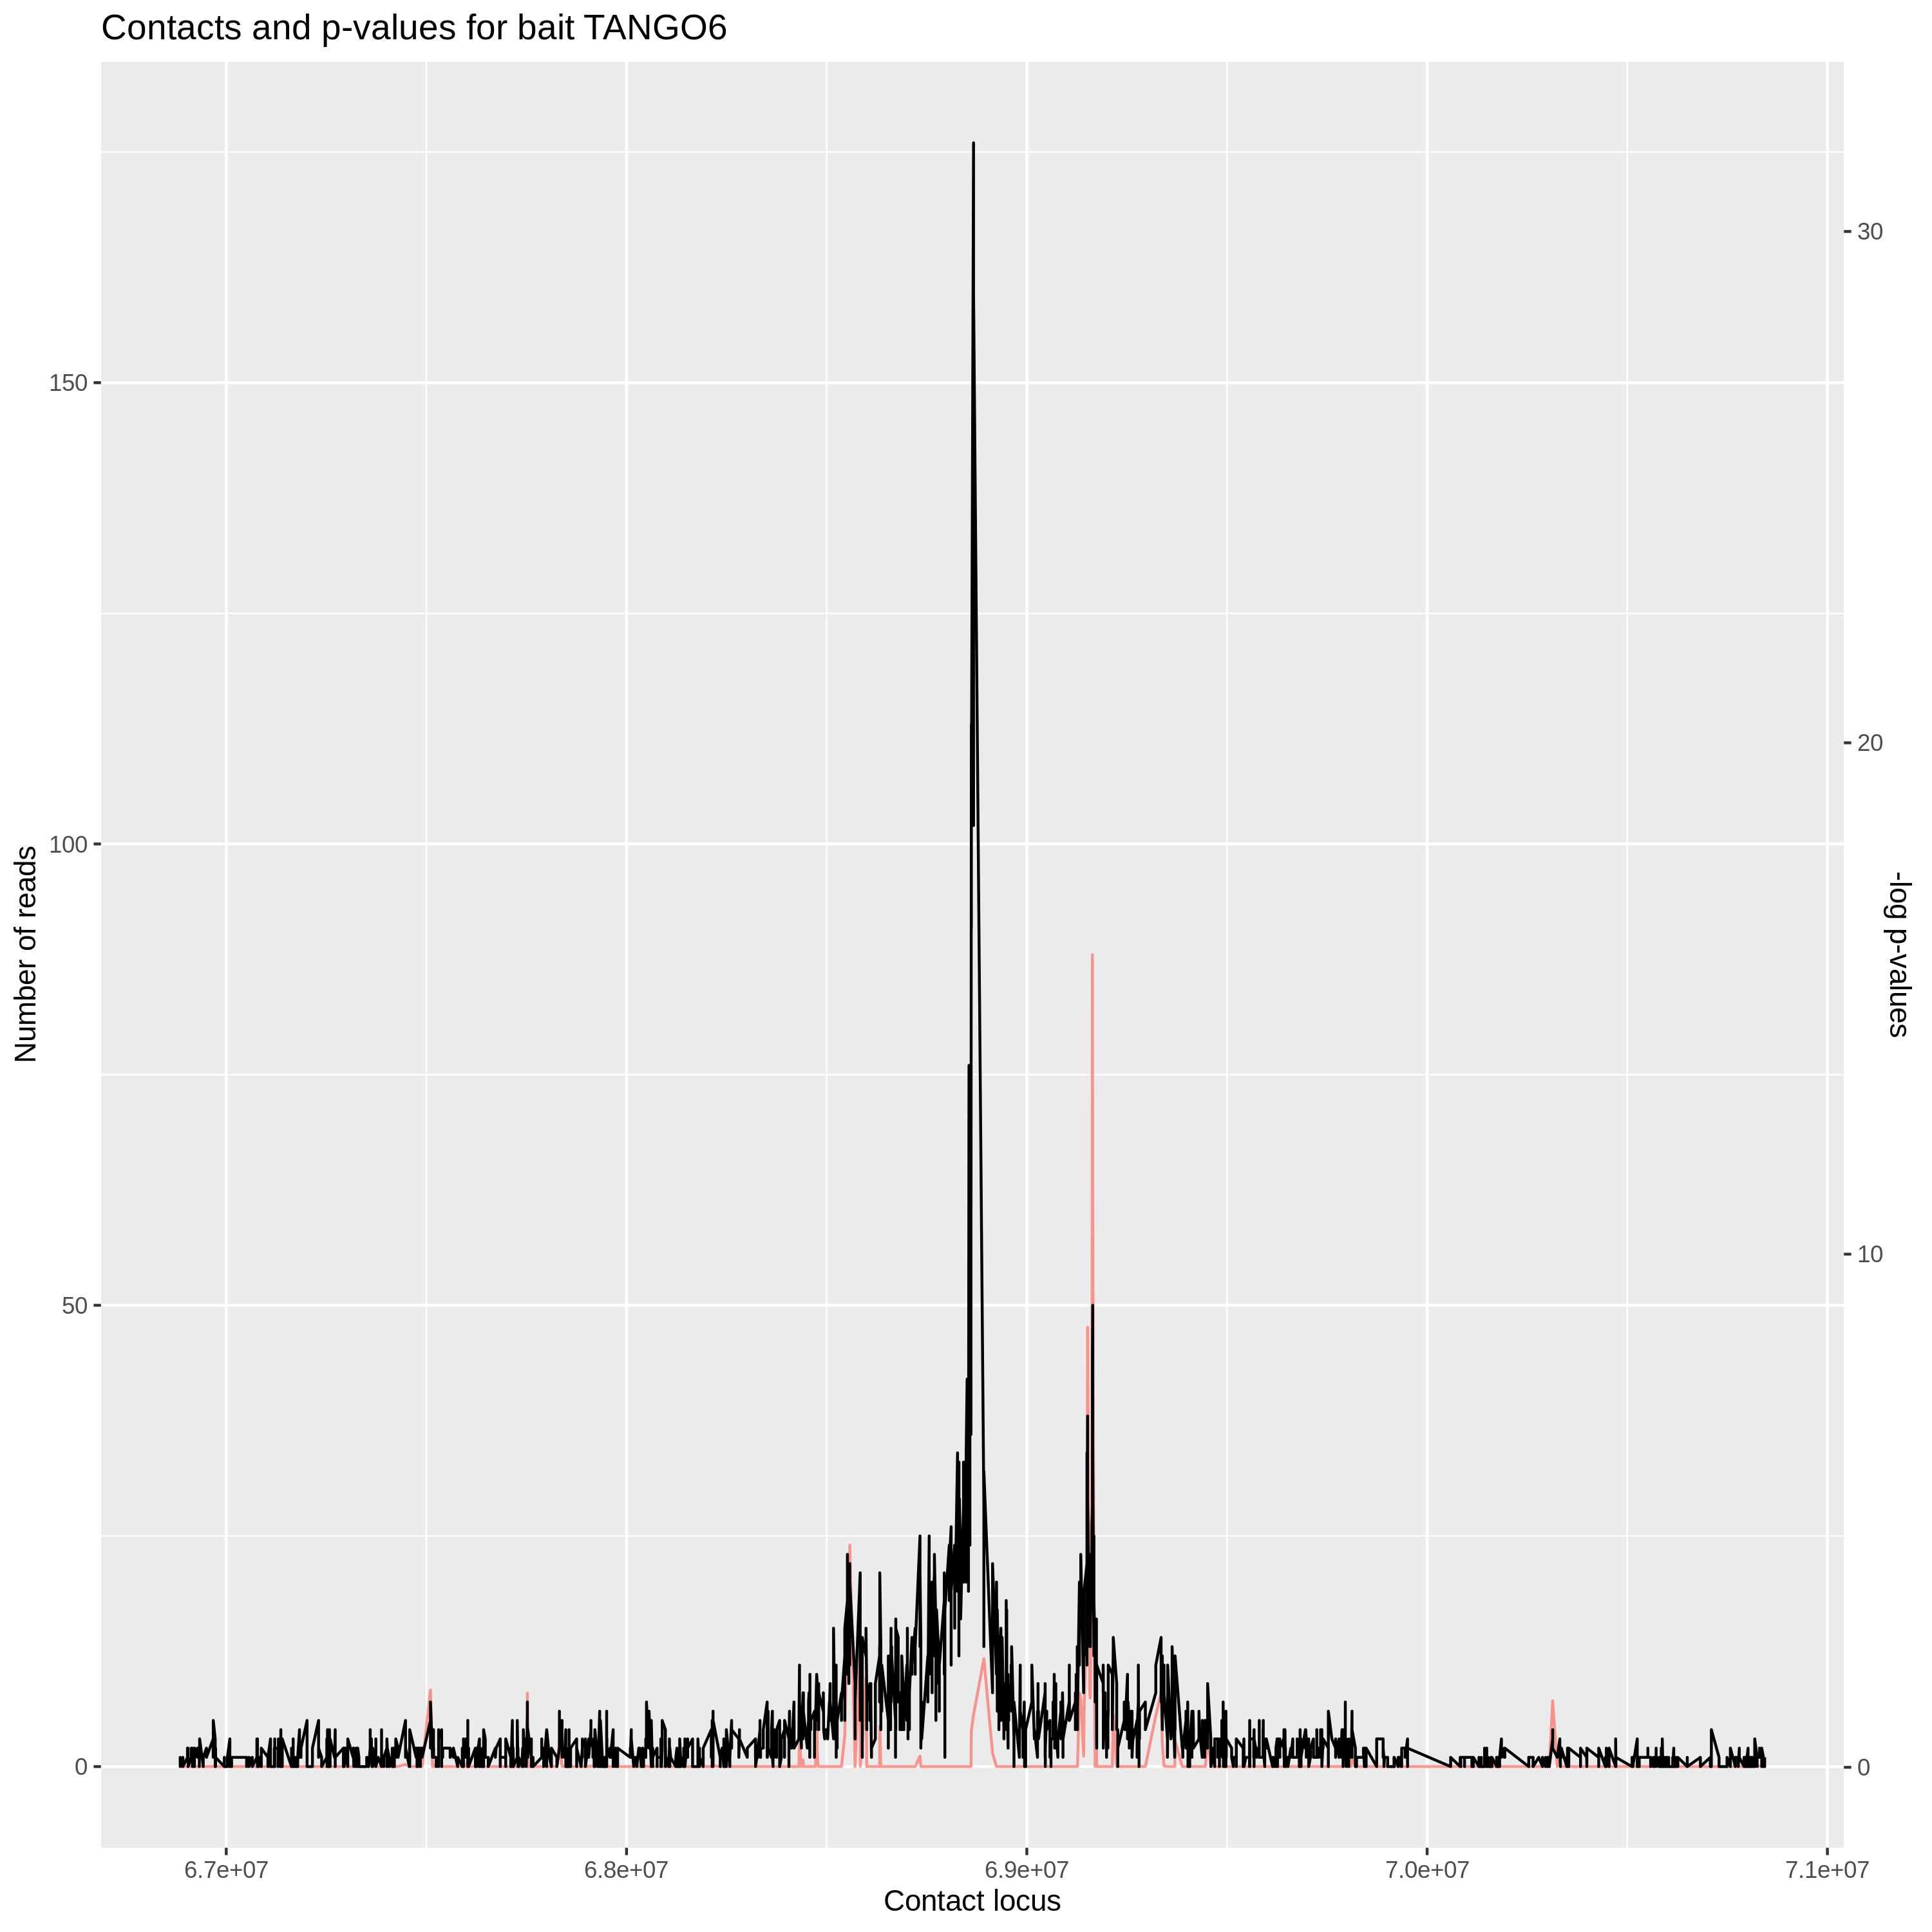 Contacts and p-values for bait TANGO6
Number of reads
150
100
50
0
30
20
10
0
-log p-values
6.7e+07
6.8e+07
6.9e+07
7.0e+07
7.1e+07
Contact locus